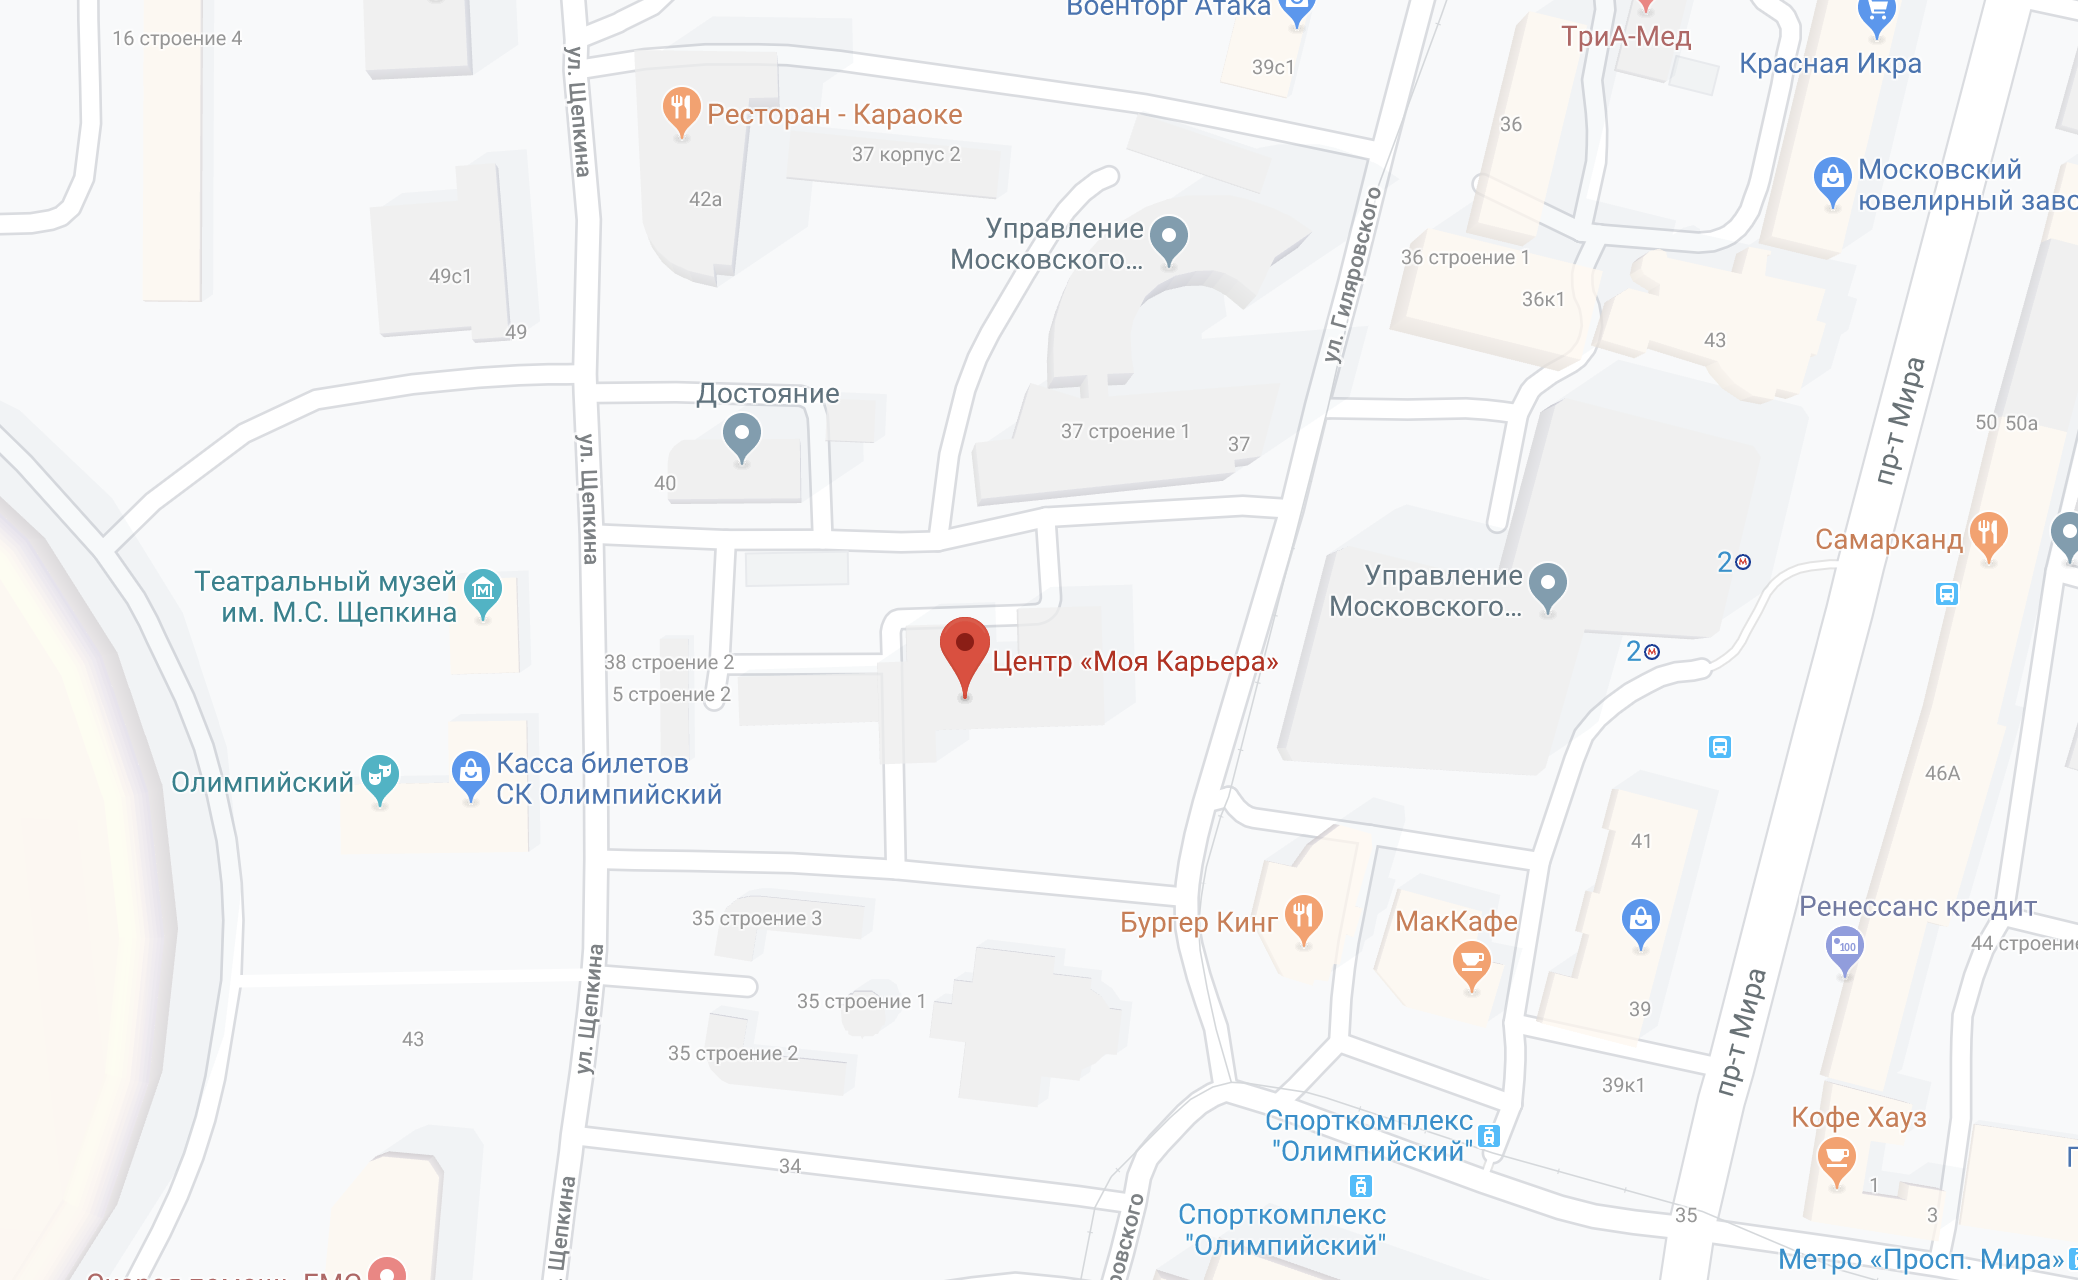 16 строение 4
Военторг Атака
39с1
ТриА-Мед
Красная Икра
ул. Щепкина
Ресторан - Караоке
37 корпус 2
42а
36
Московский
ювелирный заво
Управление
Московского...
ул. Гиляровского
36 строение 1
36к1
49с1
49
43
Достояние
пр-т Мира
37 строение 1
37
50
50а
40
ул. Щепкина
Самарканд
2
Управление
Московского...
Театральный музей
им. М.С. Щепкина
2
38 строение 2
5 строение 2
Центр «Моя Карьера»
Олимпийский
Касса билетов
СК Олимпийский
46А
41
35 строение 3
Бургер Кинг
МакКафе
Ренессанс кредит
100
44 строение
ул. Щепкина
35 строение 1
39
пр-т Мира
43
35 строение 2
39к1
Спорткомплекс
"Олимпийский"
Кофе Хауз
34
Щепкина
1
Спорткомплекс
"Олимпийский"
ровского
35
3
Метро «Просп. Мира»